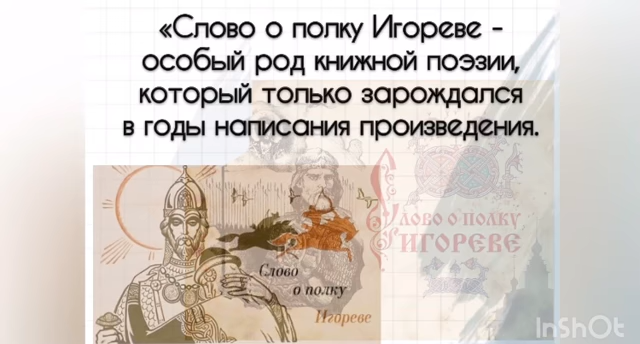 «Слово о полку Игореве -
особый род книжной поэзии,
который только зарождался
в годы написания произведения.
Слово о полку
Игореве
Слово
о полку
Игореве
InShOt